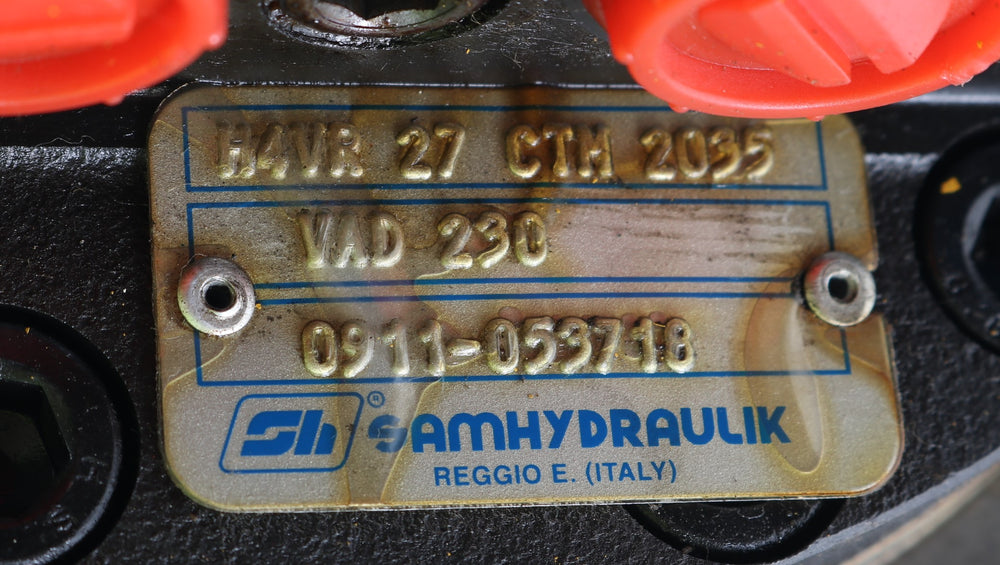 H4VR 27 CTM 2035
VAD 230
0911-053718
Sh® SAMHYDRAULIK
REGGIO E. (ITALY)